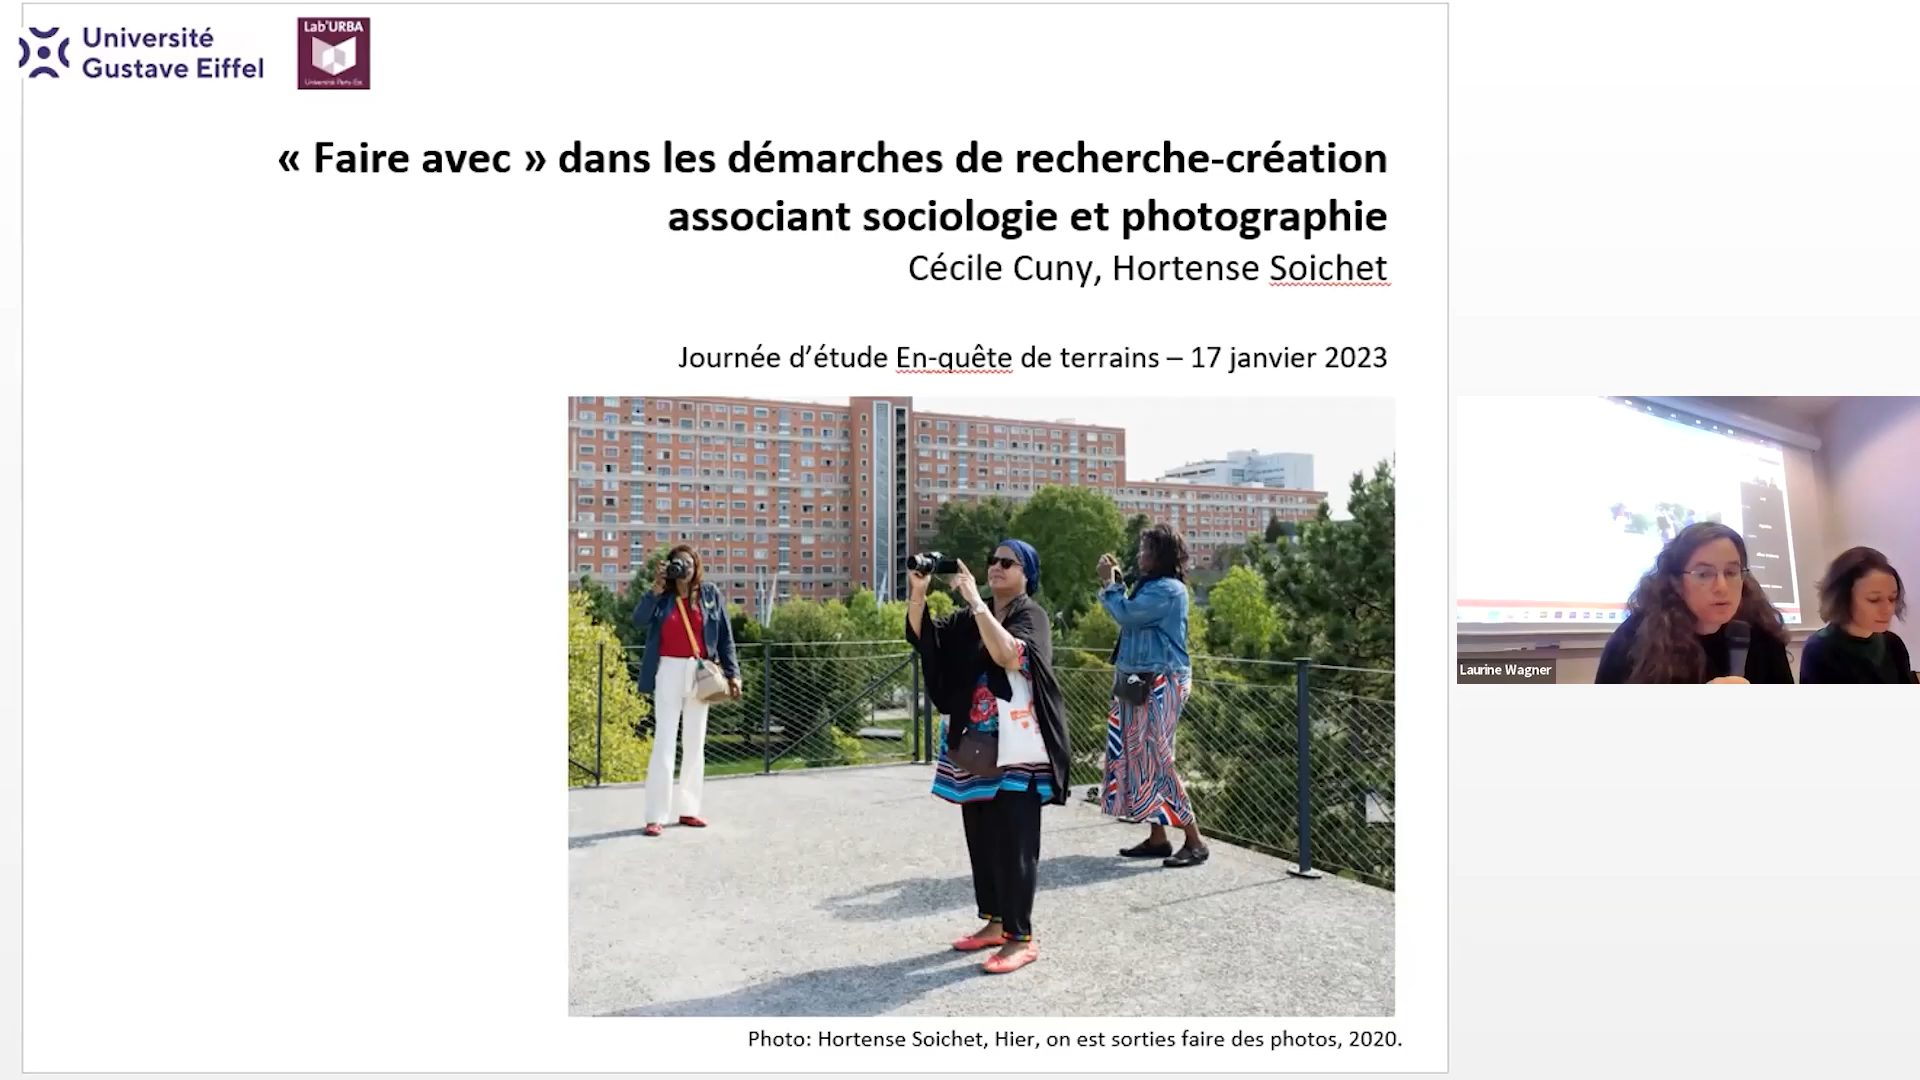 Université
Gustave Eiffel
Lab'URBA
« Faire avec » dans les démarches de recherche-création
associant sociologie et photographie
Cécile Cuny, Hortense Soichet
Journée d’étude En-quête de terrains – 17 janvier 2023
Laurine Wagner
Photo: Hortense Soichet, Hier, on est sorties faire des photos, 2020.